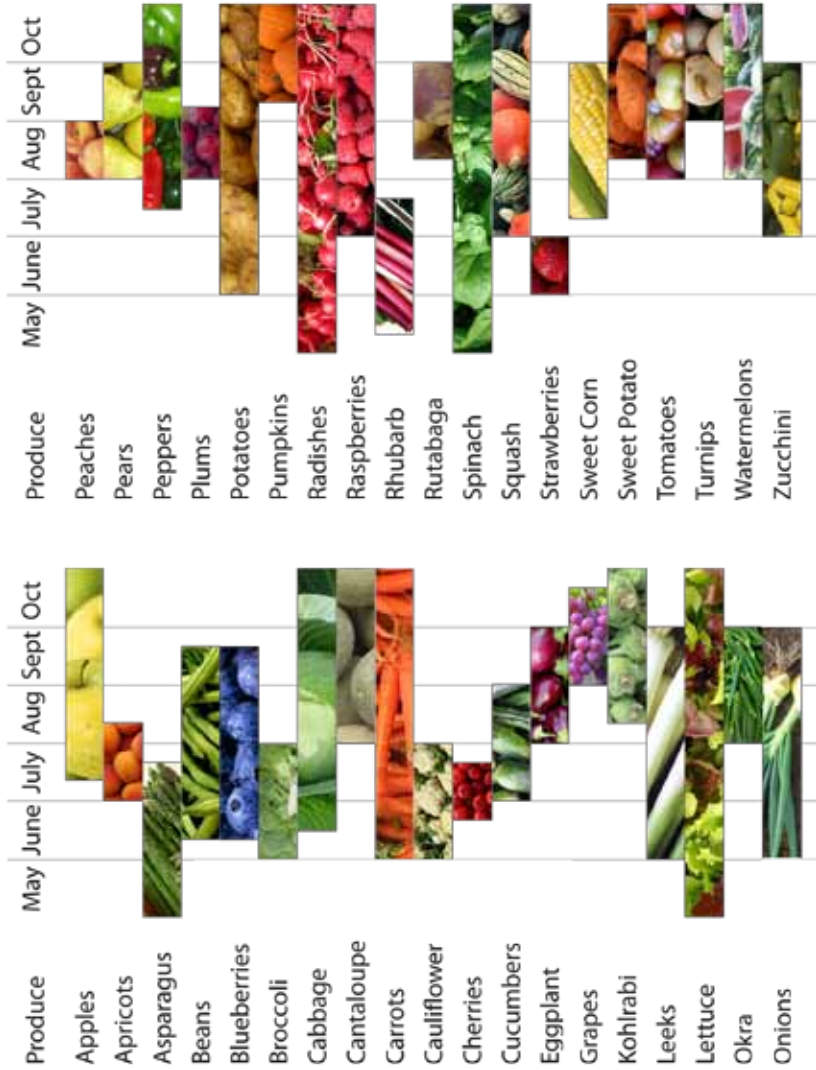 Produce May June July Aug Sept Oct
Apples
Apricots
Asparagus
Beans
Blueberries
Broccoli
Cabbage
Cantaloupe
Carrots
Cauliflower
Cherries
Cucumbers
Eggplant
Grapes
Kohlrabi
Leeks
Lettuce
Okra
Onions
Produce May June July Aug Sept Oct
Peaches
Pears
Peppers
Plums
Potatoes
Pumpkins
Radishes
Raspberries
Rhubarb
Rutabaga
Spinach
Squash
Strawberries
Sweet Corn
Sweet Potato
Tomatoes
Turnips
Watermelons
Zucchini